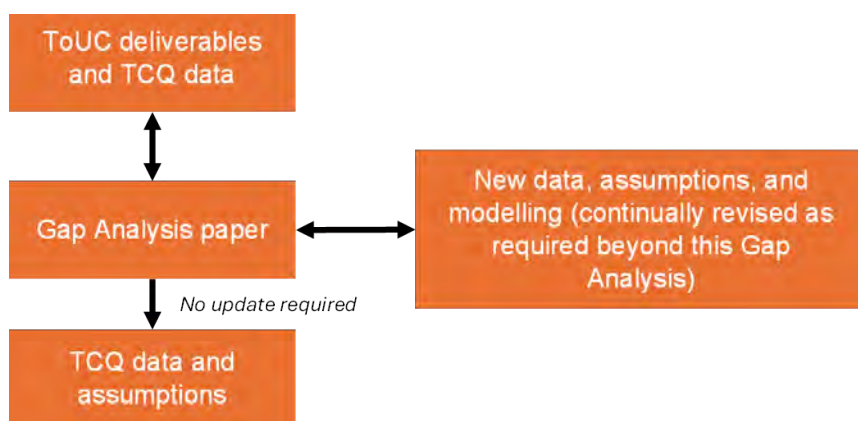 ToUC deliverables
and TCQ data
Gap Analysis paper
New data, assumptions, and
modelling (continually revised as
required beyond this Gap
Analysis)
No update required
TCQ data and
assumptions